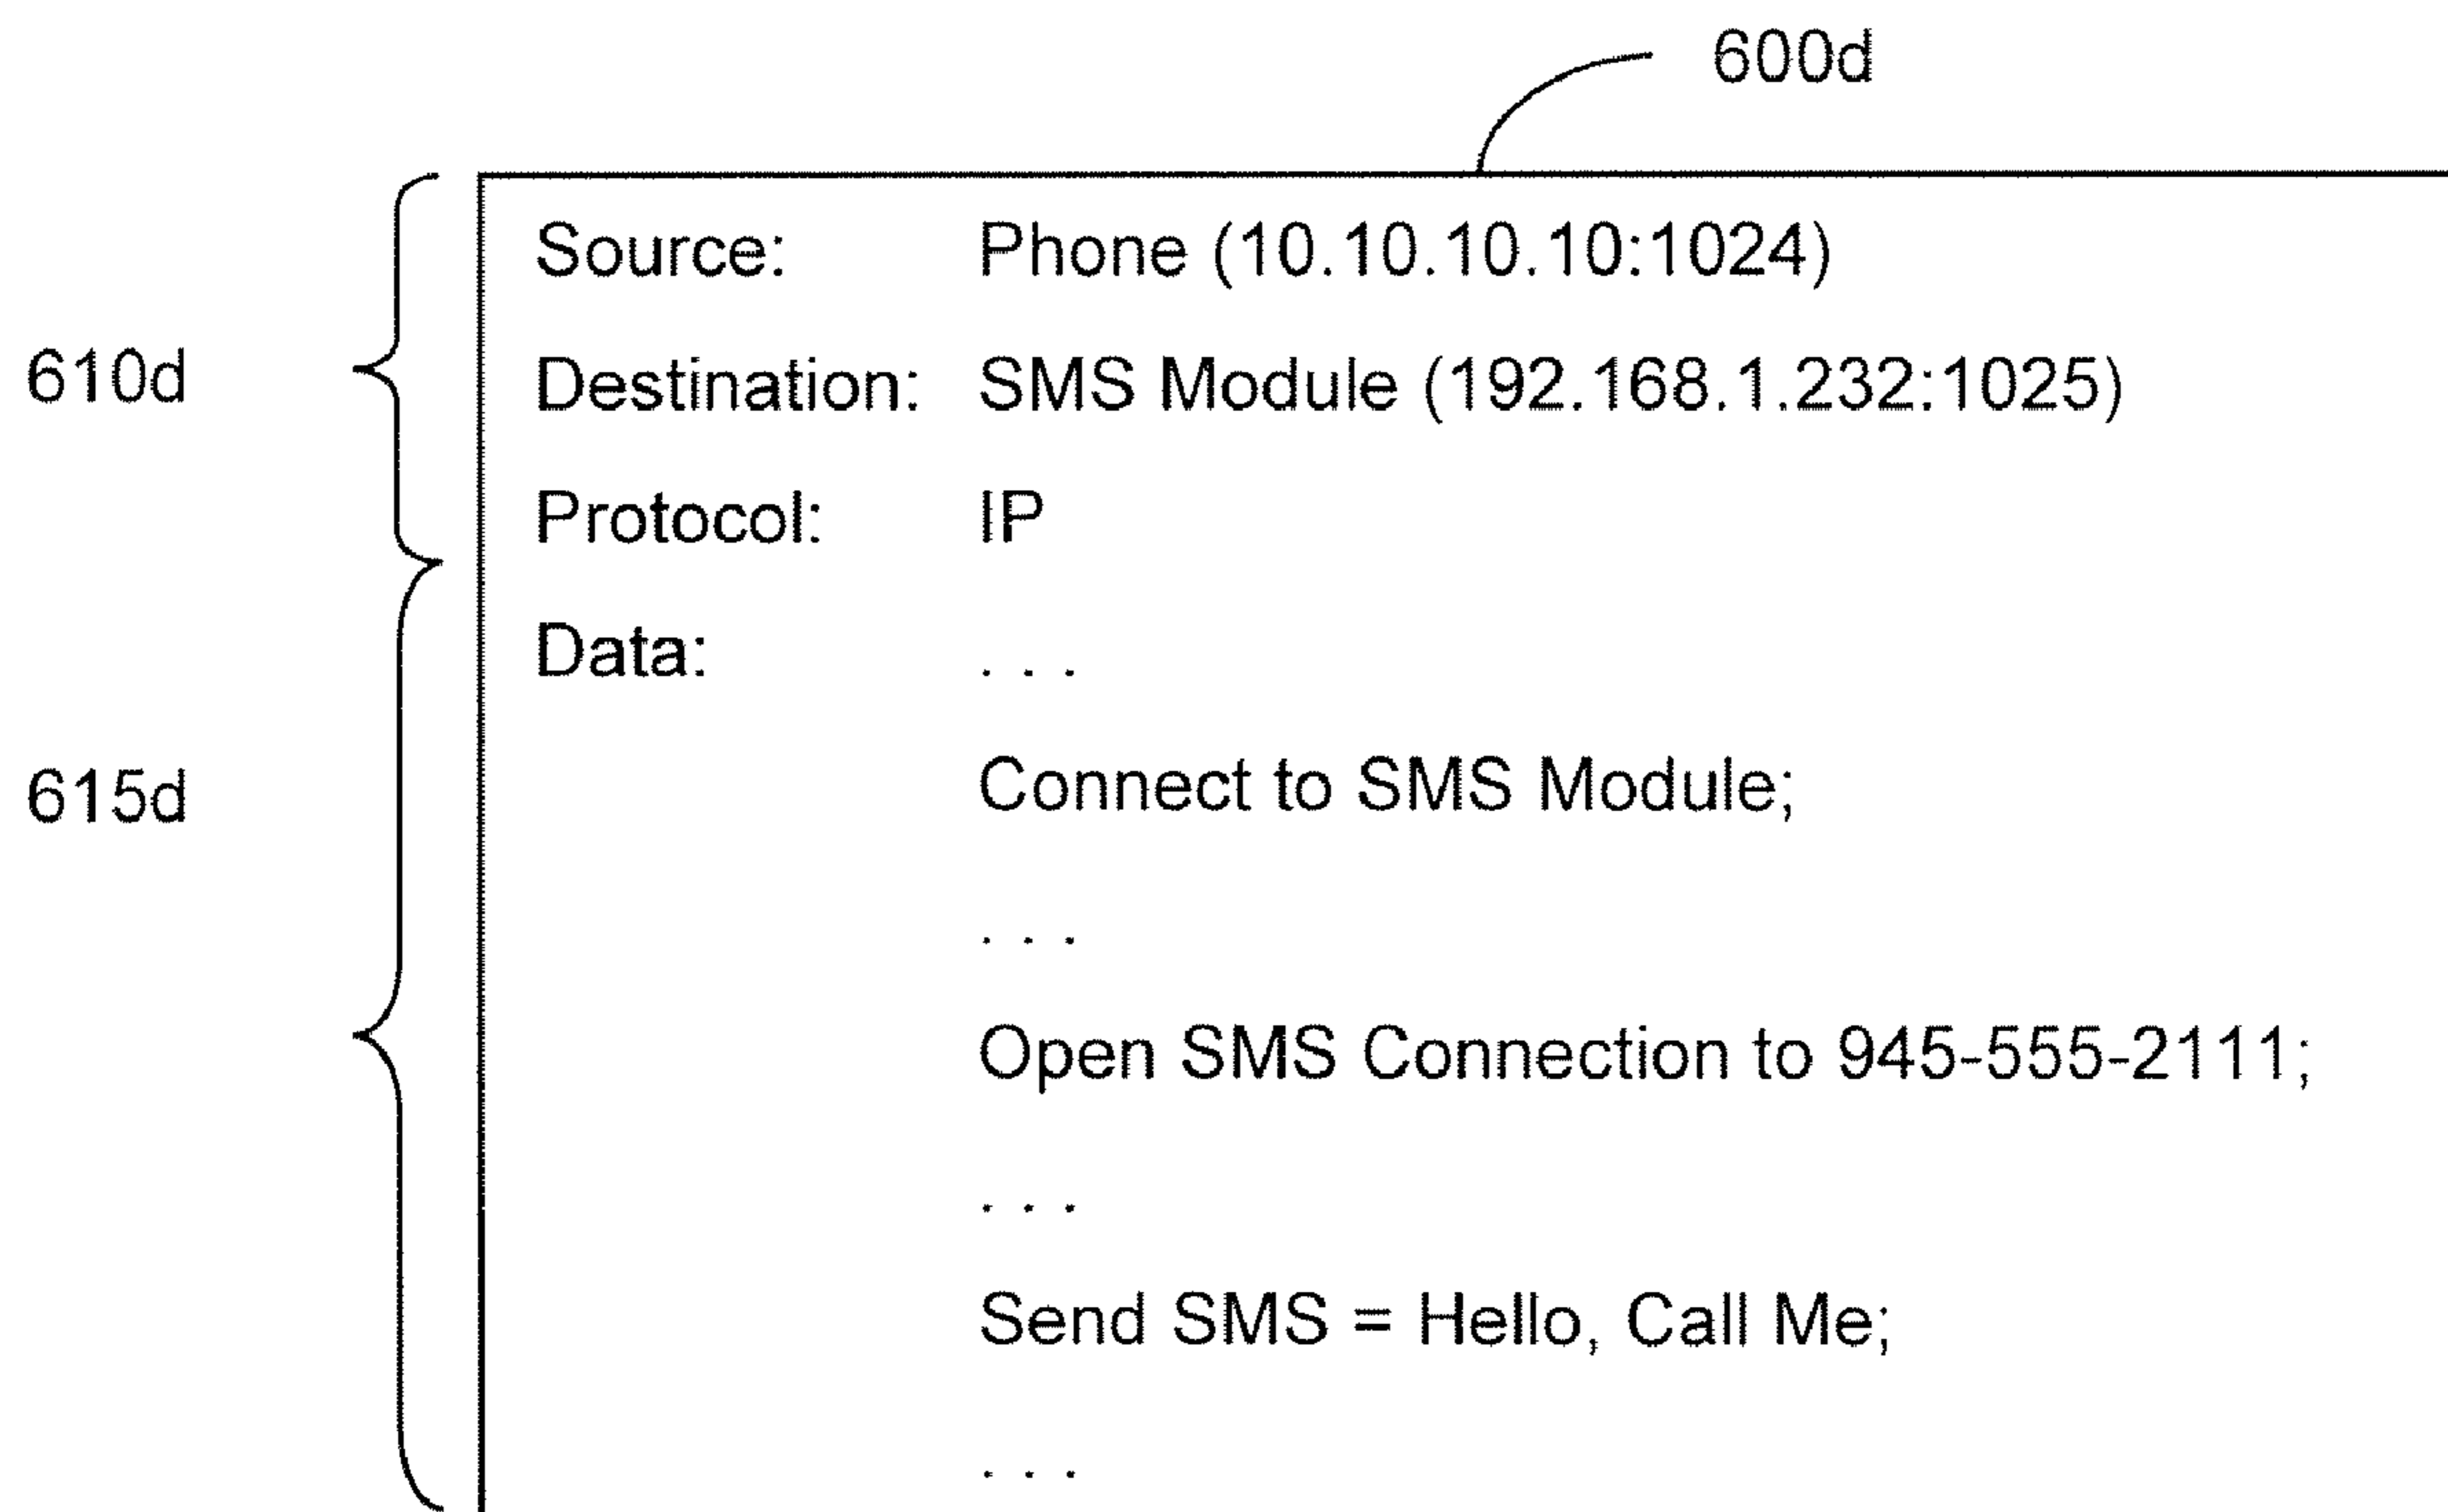 600d
Source: Phone (10.10.10.10:1024)
610d
Destination: SMS Module (192.168.1.232:1025)
Protocol: IP
Data: . . .
615d
Connect to SMS Module;
. . .
Open SMS Connection to 945-555-2111;
. . .
Send SMS = Hello, Call Me;
. . .